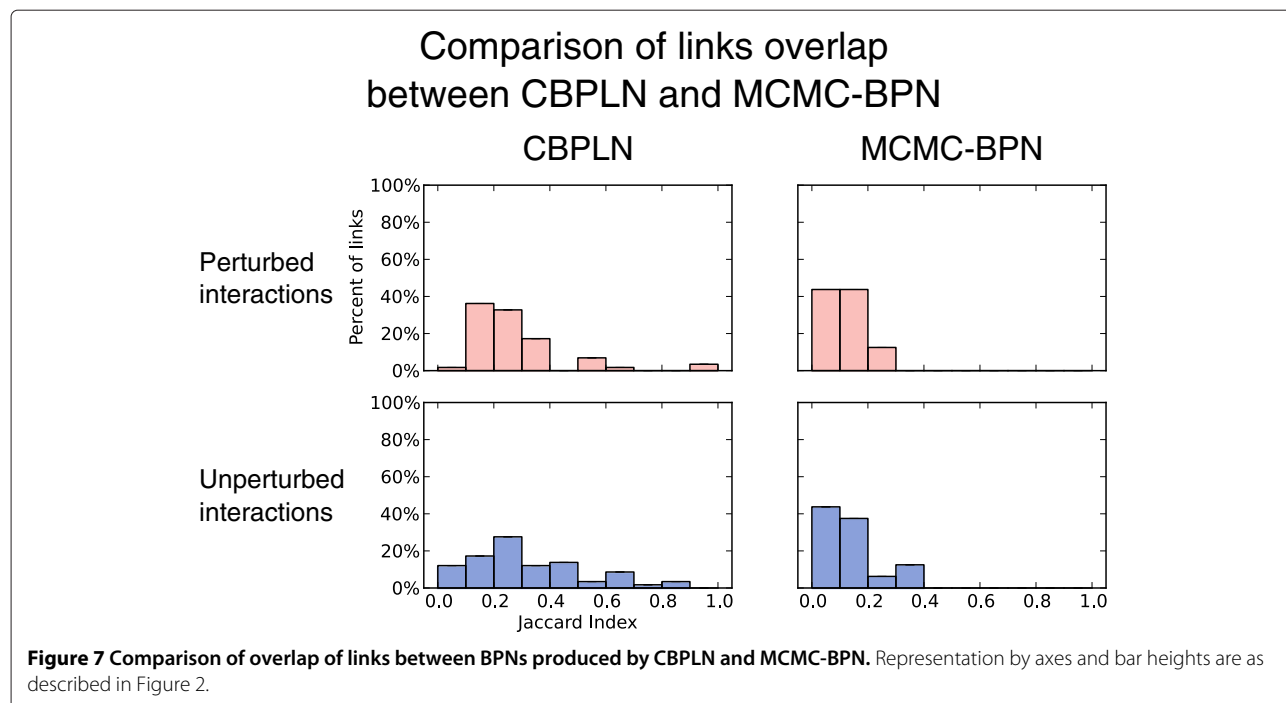 Comparison of links overlap
between CBPLN and MCMC-BPN
CBPLN
MCMC-BPN
Perturbed
interactions
Percent of links
100%
80%
60%
40%
20%
0%
Unperturbed
interactions
100%
80%
60%
40%
20%
0%
0.0 0.2 0.4 0.6 0.8 1.0
Jaccard Index
0.0 0.2 0.4 0.6 0.8 1.0
Figure 7 Comparison of overlap of links between BPNs produced by CBPLN and MCMC-BPN. Representation by axes and bar heights are as
described in Figure 2.